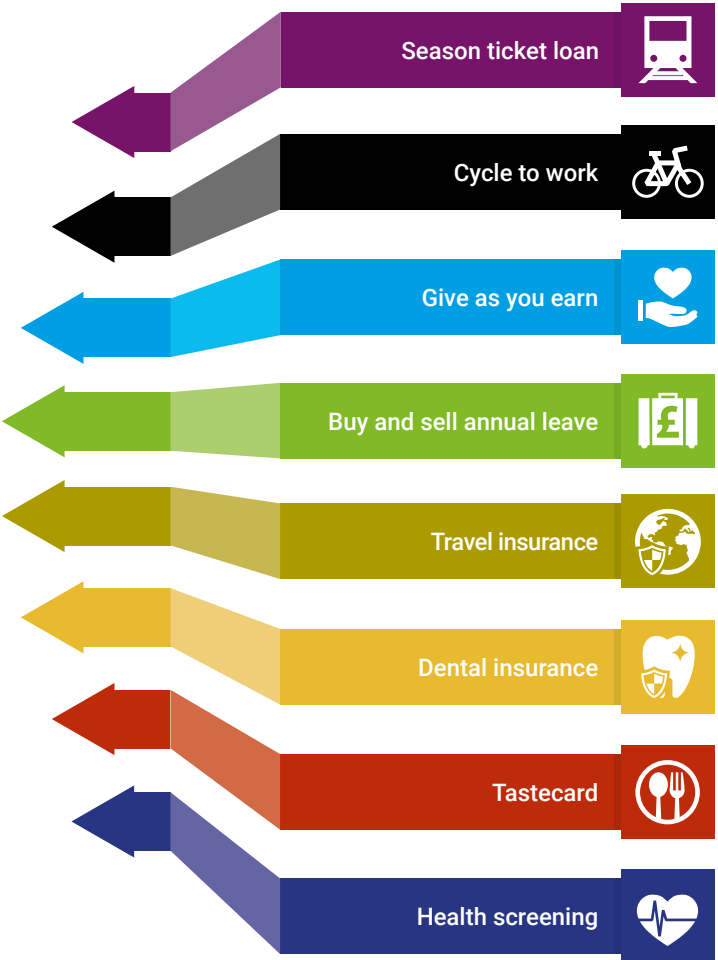 Season ticket loan
Cycle to work
Give as you earn
Buy and sell annual leave
£
Travel insurance
Dental insurance
Tastecard
Health screening